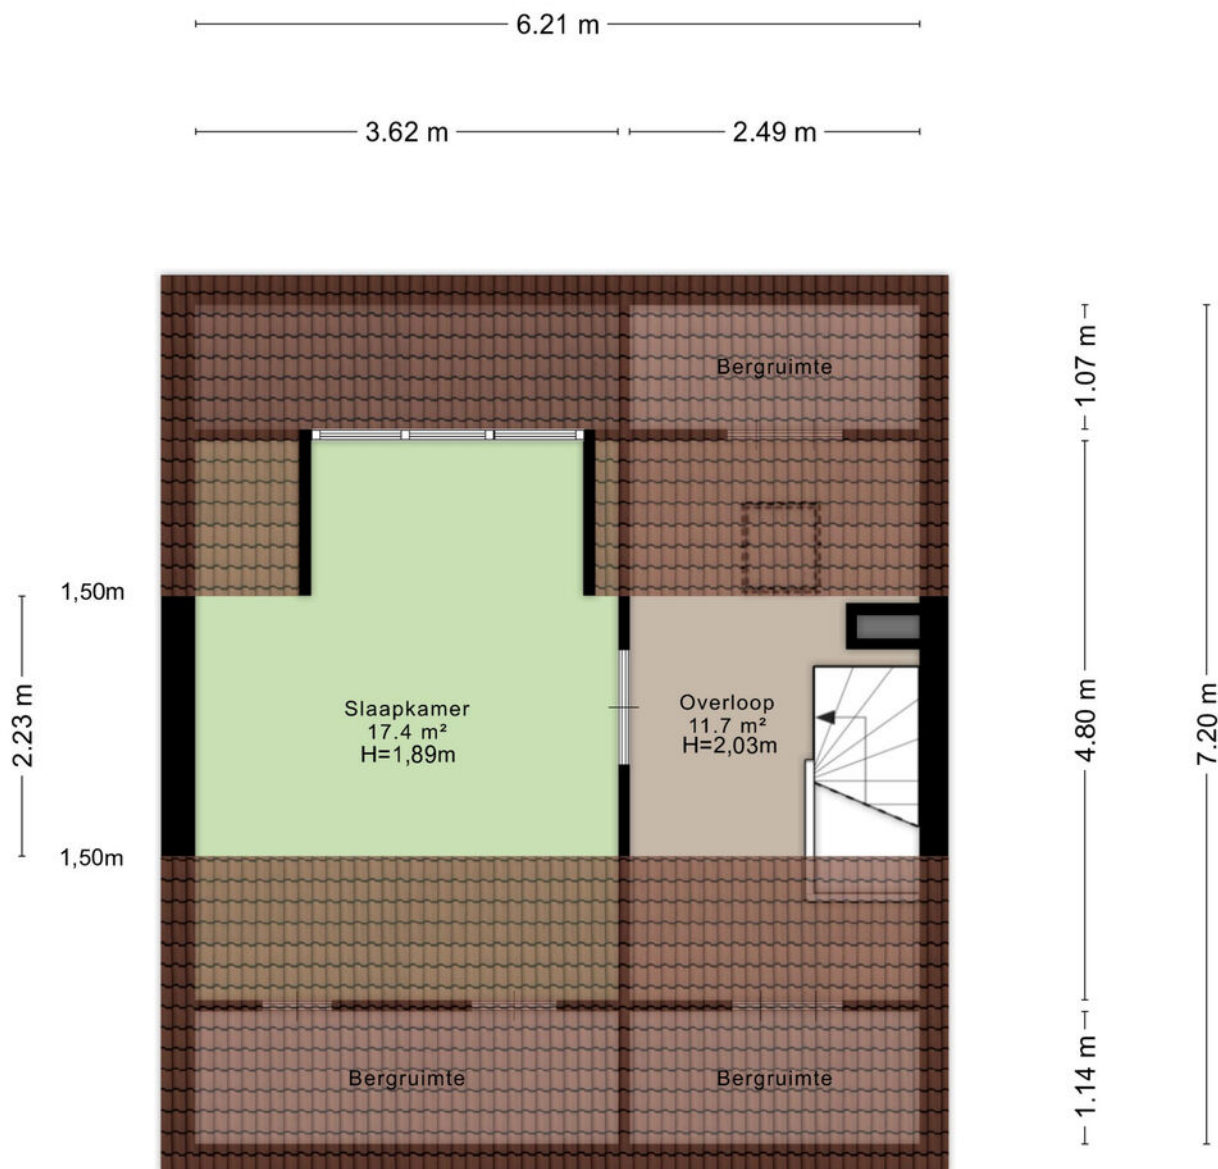 6.21 m
3.62 m
2.49 m
Bergruimte
1.07 m
1,50m
Slaapkamer
17.4 m²
H=1,89m
Overloop
11.7 m²
H=2,03m
2.23 m
4.80 m
7.20 m
1,50m
Bergruimte
Bergruimte
1.14 m